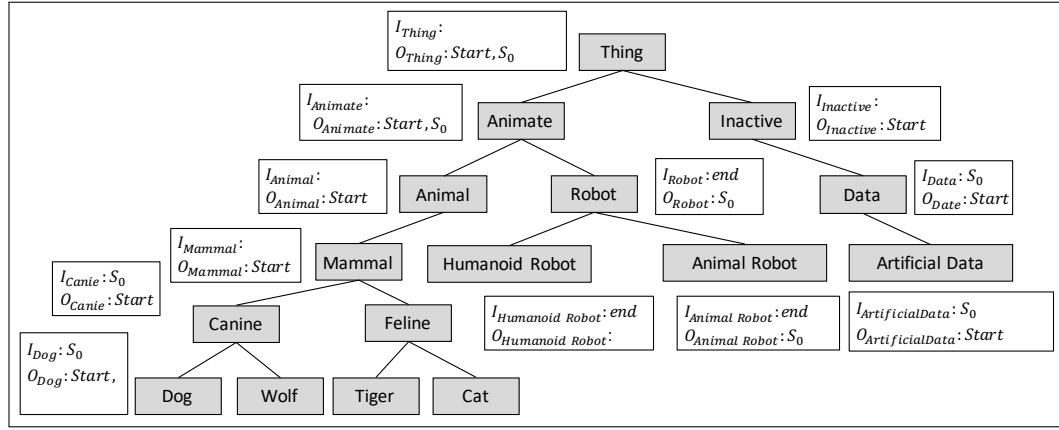 I_Thing:
O_Thing: Start, S_0
Thing
I_Animate:
O_Animate: Start, S_0
Animate
Inactive
I_Inactive:
O_Inactive: Start
I_Animal:
O_Animal: Start
Animal
Robot
I_Robot: end
O_Robot: S_0
Data
I_Data: S_0
O_Date: Start
I_Mammal:
O_Mammal: Start
Mammal
Humanoid Robot
Animal Robot
Artificial Data
I_Canie: S_0
O_Canie: Start
Canine
Feline
I_Humanoid Robot: end
O_Humanoid Robot:
I_Animal Robot: end
O_Animal Robot: S_0
I_ArtificialData: S_0
O_ArtificialData: Start
I_Dog: S_0
O_Dog: Start,
Dog
Wolf
Tiger
Cat